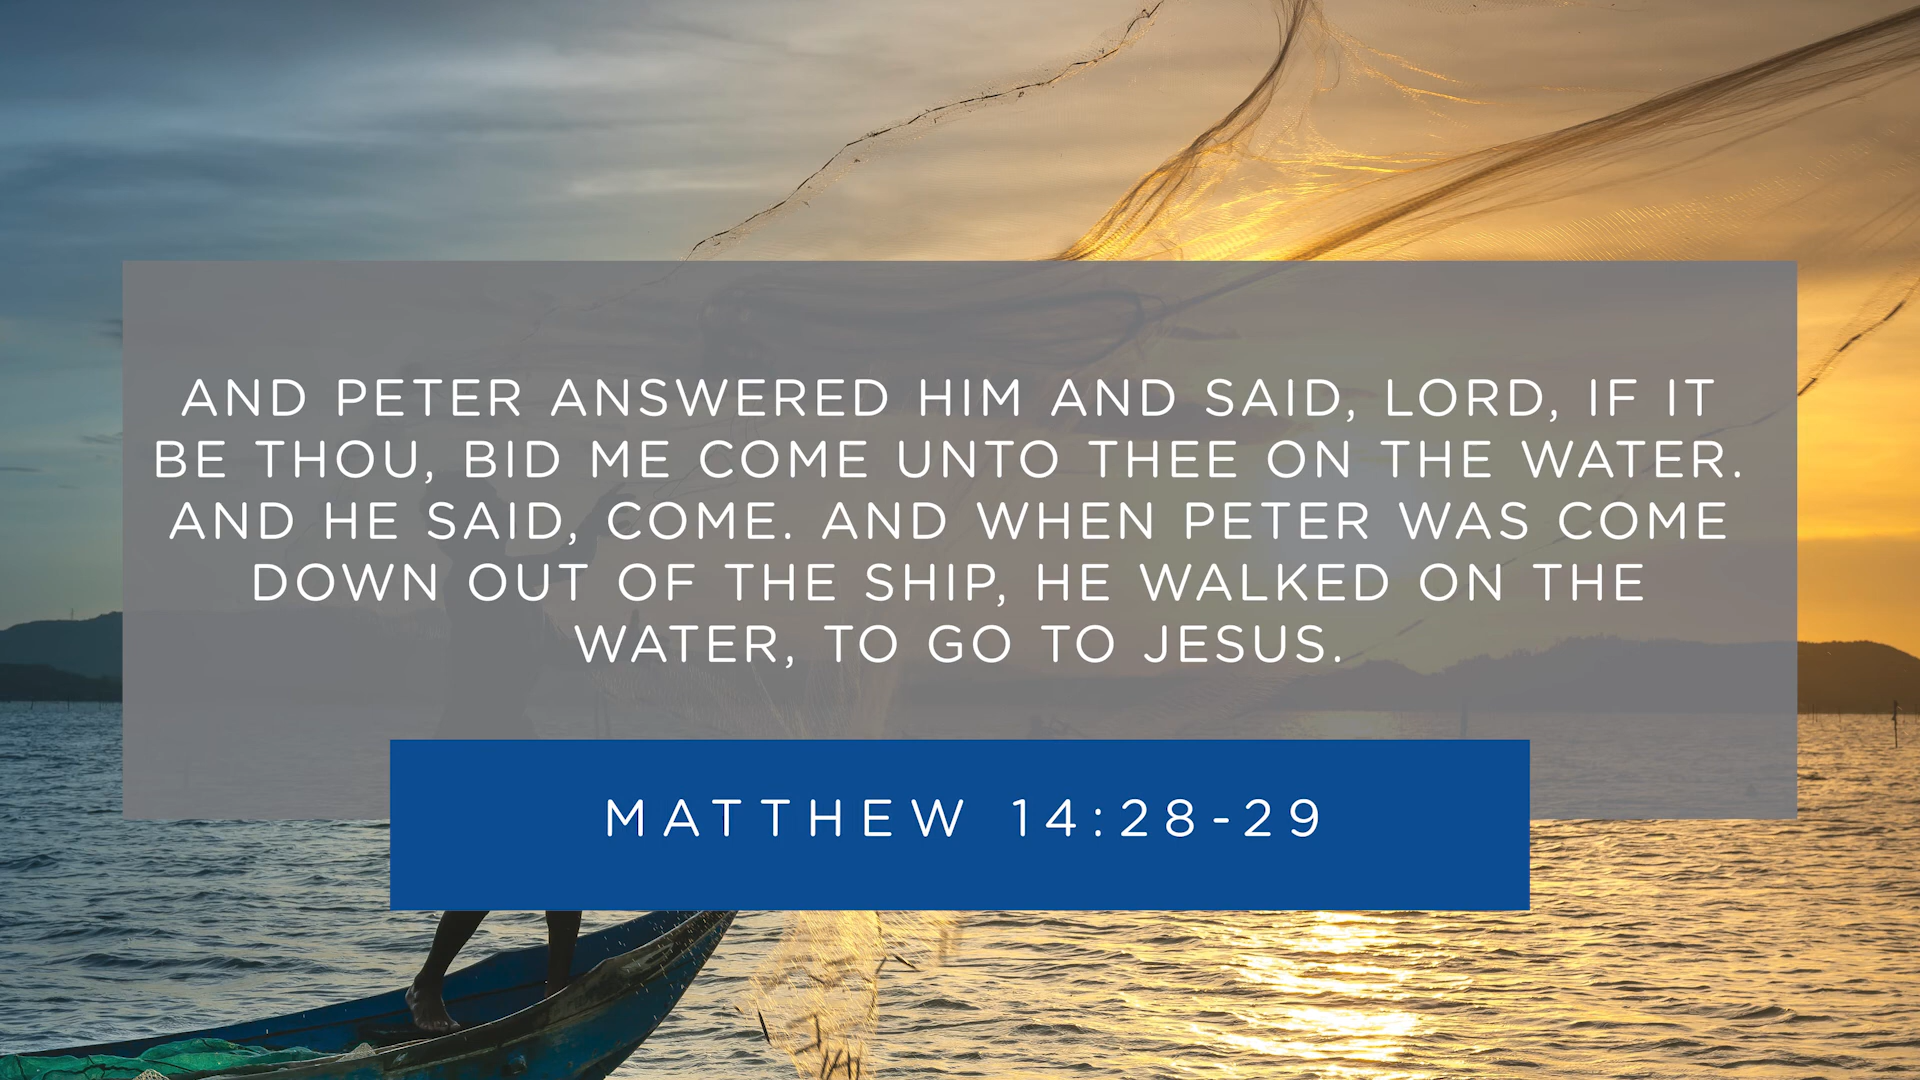 AND PETER ANSWERED HIM AND SAID, LORD, IF IT
BE THOU, BID ME COME UNTO THEE ON THE WATER.
AND HE SAID, COME. AND WHEN PETER WAS COME
DOWN OUT OF THE SHIP, HE WALKED ON THE
WATER, TO GO TO JESUS.
MATTHEW 14:28-29